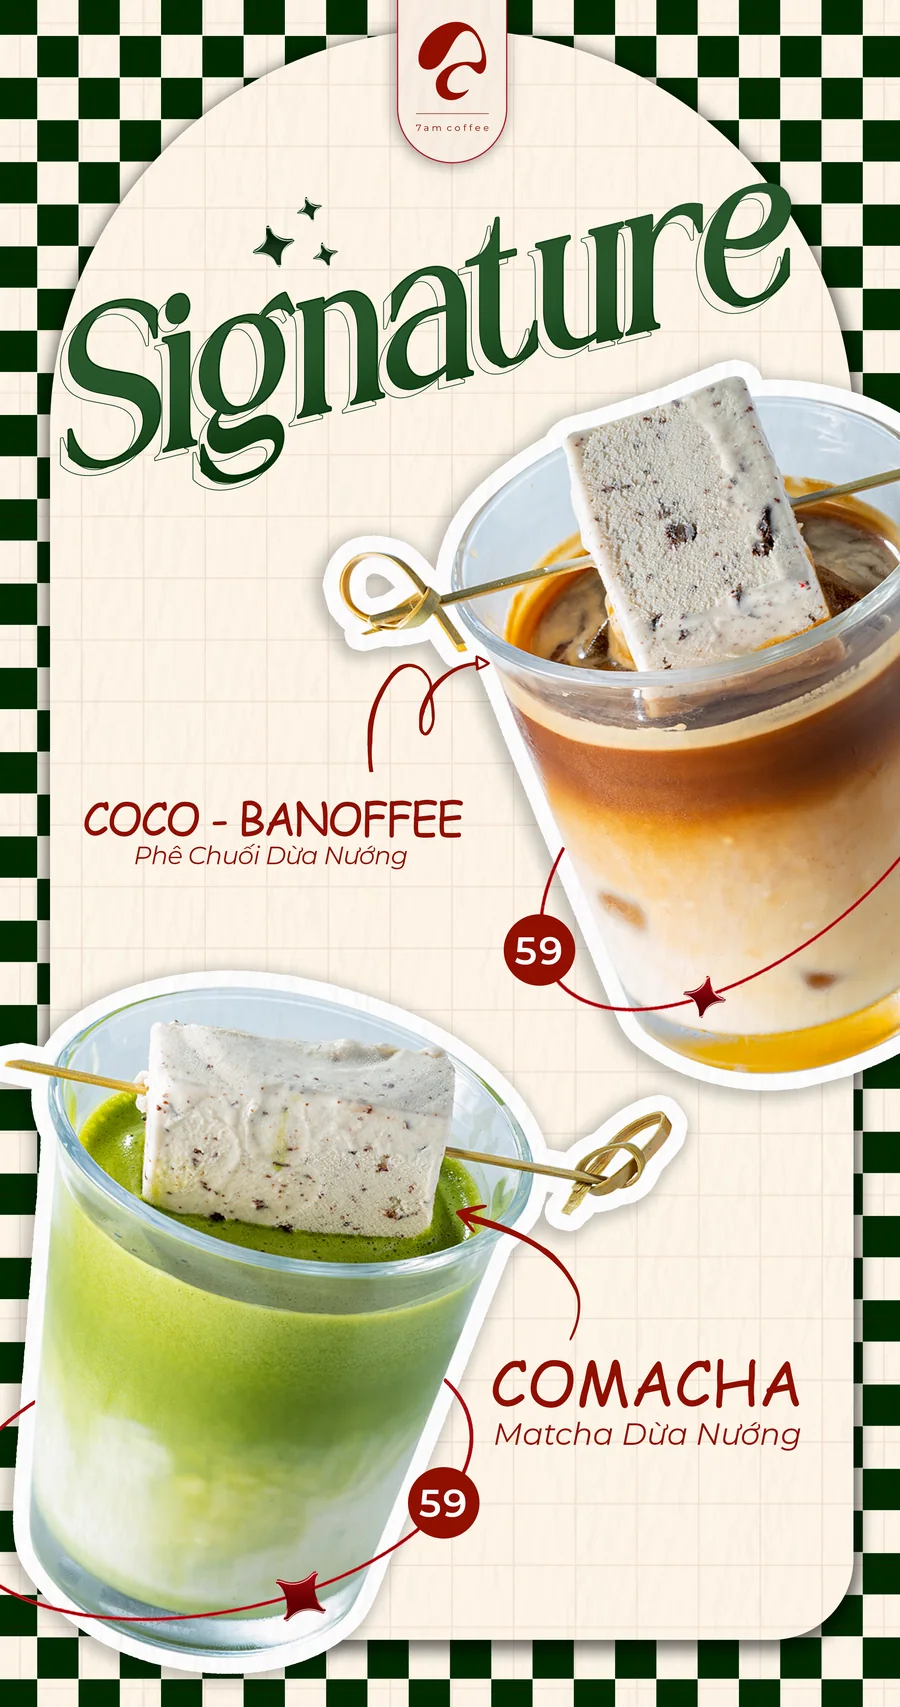 7am coffee
Signature
COCO - BANOFFEE
Phê Chuối Dừa Nướng
59
COMACHA
Matcha Dừa Nướng
59